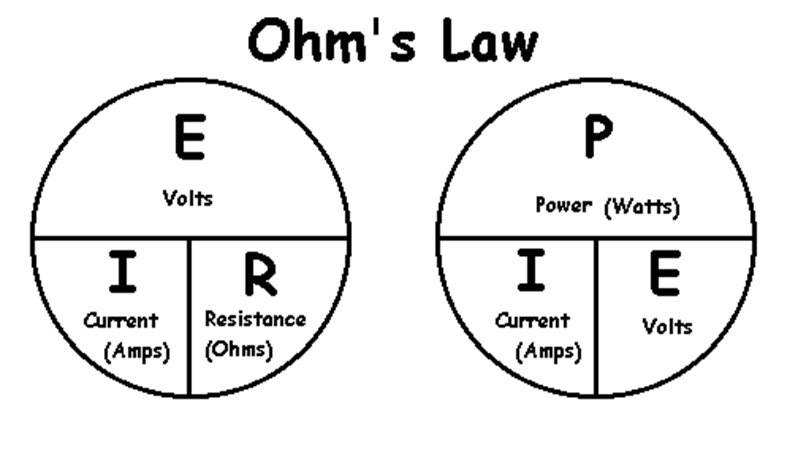 Ohm's Law
E
Volts
I
Current
(Amps)
R
Resistance
(Ohms)
P
Power (Watts)
I
Current
(Amps)
E
Volts